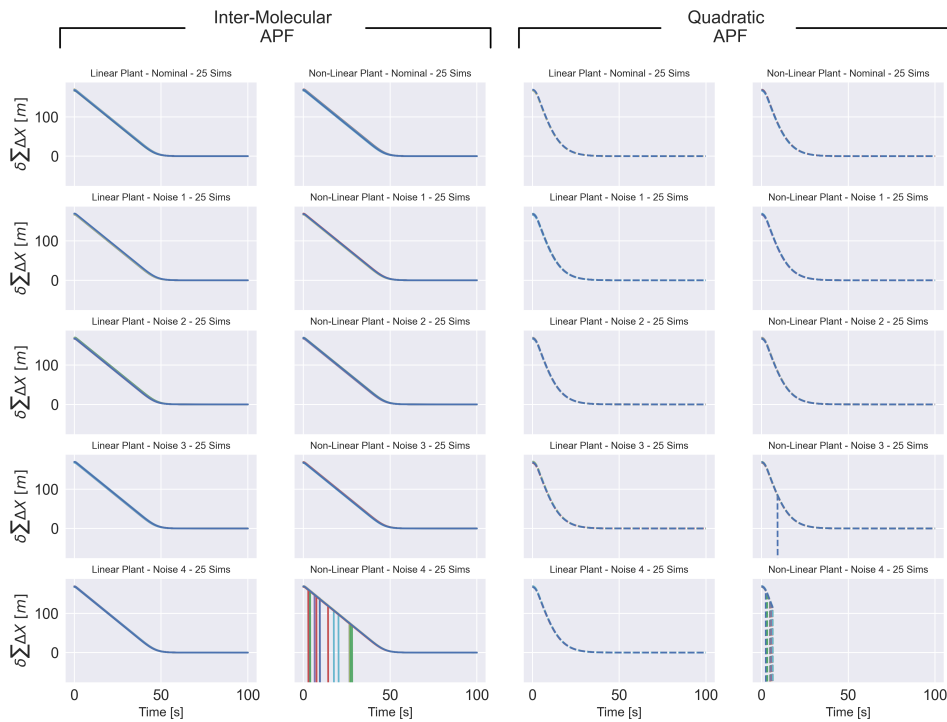 Inter-Molecular
APF
Quadratic
APF
Linear Plant - Nominal - 25 Sims
Non-Linear Plant - Nominal - 25 Sims
Linear Plant - Nominal - 25 Sims
Non-Linear Plant - Nominal - 25 Sims
δ∑ΔX [m]
100
0
Linear Plant - Noise 1 - 25 Sims
Non-Linear Plant - Noise 1 - 25 Sims
Linear Plant - Noise 1 - 25 Sims
Non-Linear Plant - Noise 1 - 25 Sims
δ∑ΔX [m]
100
0
Linear Plant - Noise 2 - 25 Sims
Non-Linear Plant - Noise 2 - 25 Sims
Linear Plant - Noise 2 - 25 Sims
Non-Linear Plant - Noise 2 - 25 Sims
δ∑ΔX [m]
100
0
Linear Plant - Noise 3 - 25 Sims
Non-Linear Plant - Noise 3 - 25 Sims
Linear Plant - Noise 3 - 25 Sims
Non-Linear Plant - Noise 3 - 25 Sims
δ∑ΔX [m]
100
0
Linear Plant - Noise 4 - 25 Sims
Non-Linear Plant - Noise 4 - 25 Sims
Linear Plant - Noise 4 - 25 Sims
Non-Linear Plant - Noise 4 - 25 Sims
δ∑ΔX [m]
100
0
0 50 100
0 50 100
0 50 100
0 50 100
Time [s]
Time [s]
Time [s]
Time [s]